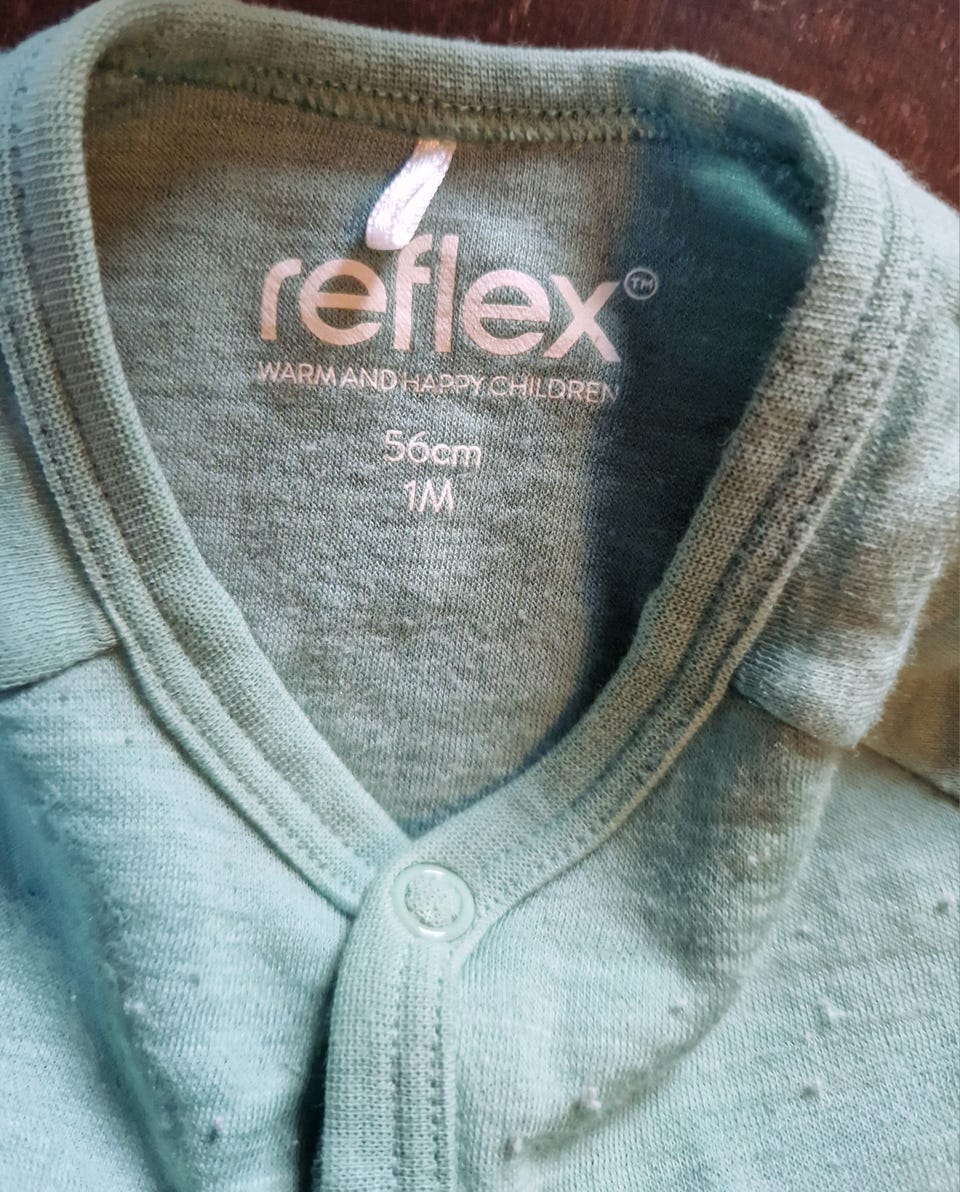 reflex™
WARM AND HAPPY CHILDREN
56cm
1M